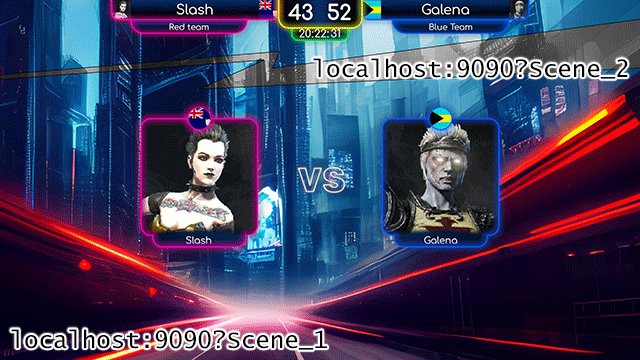 Slash
43 52
Galena
Red team
20:22:31
Blue Team
localhost:9090?scene_2
VS
Slash
Galena
localhost:9090?scene_1